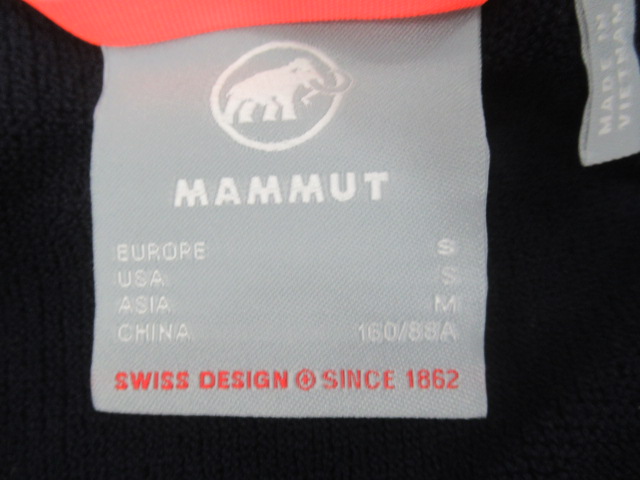 MAMMUT
EUROPE S
USA S
ASIA M
CHINA 160/88A
SWISS DESIGN SINCE 1862
MADE IN
VIETNAM